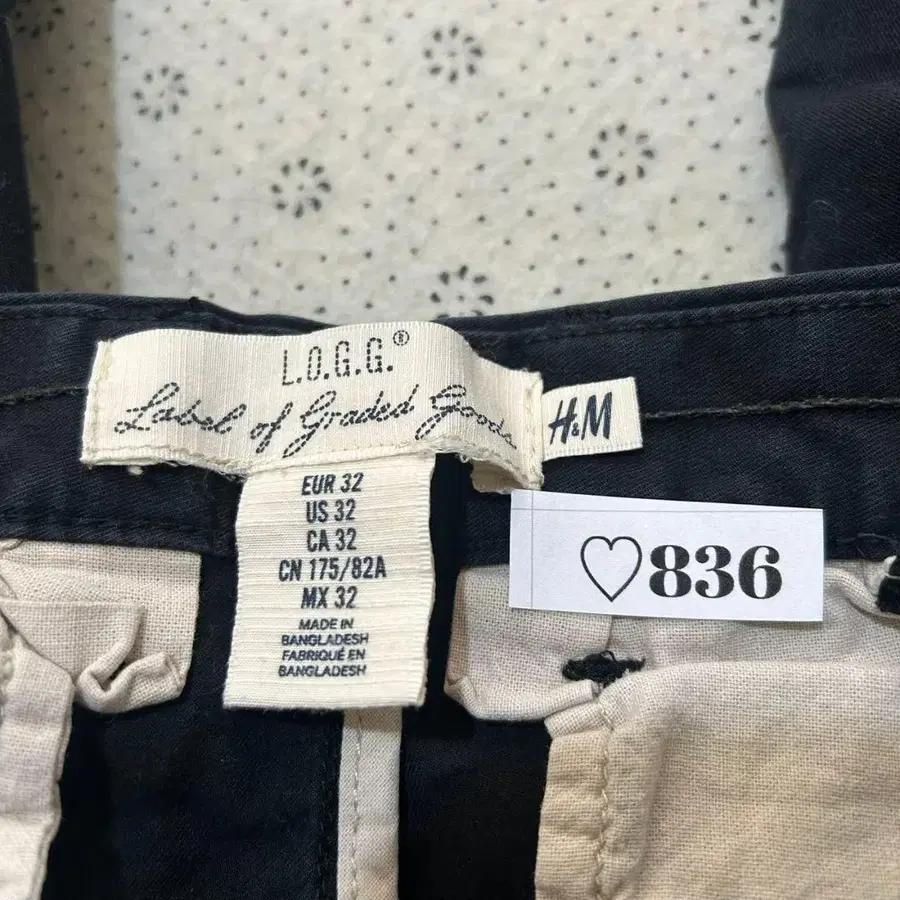 L.O.G.G.®
Label of Graded Goods
H&M
EUR 32
US 32
CA 32
CN 175/82A
MX 32
MADE IN
BANGLADESH
FABRIQUÉ EN
BANGLADESH
♡836